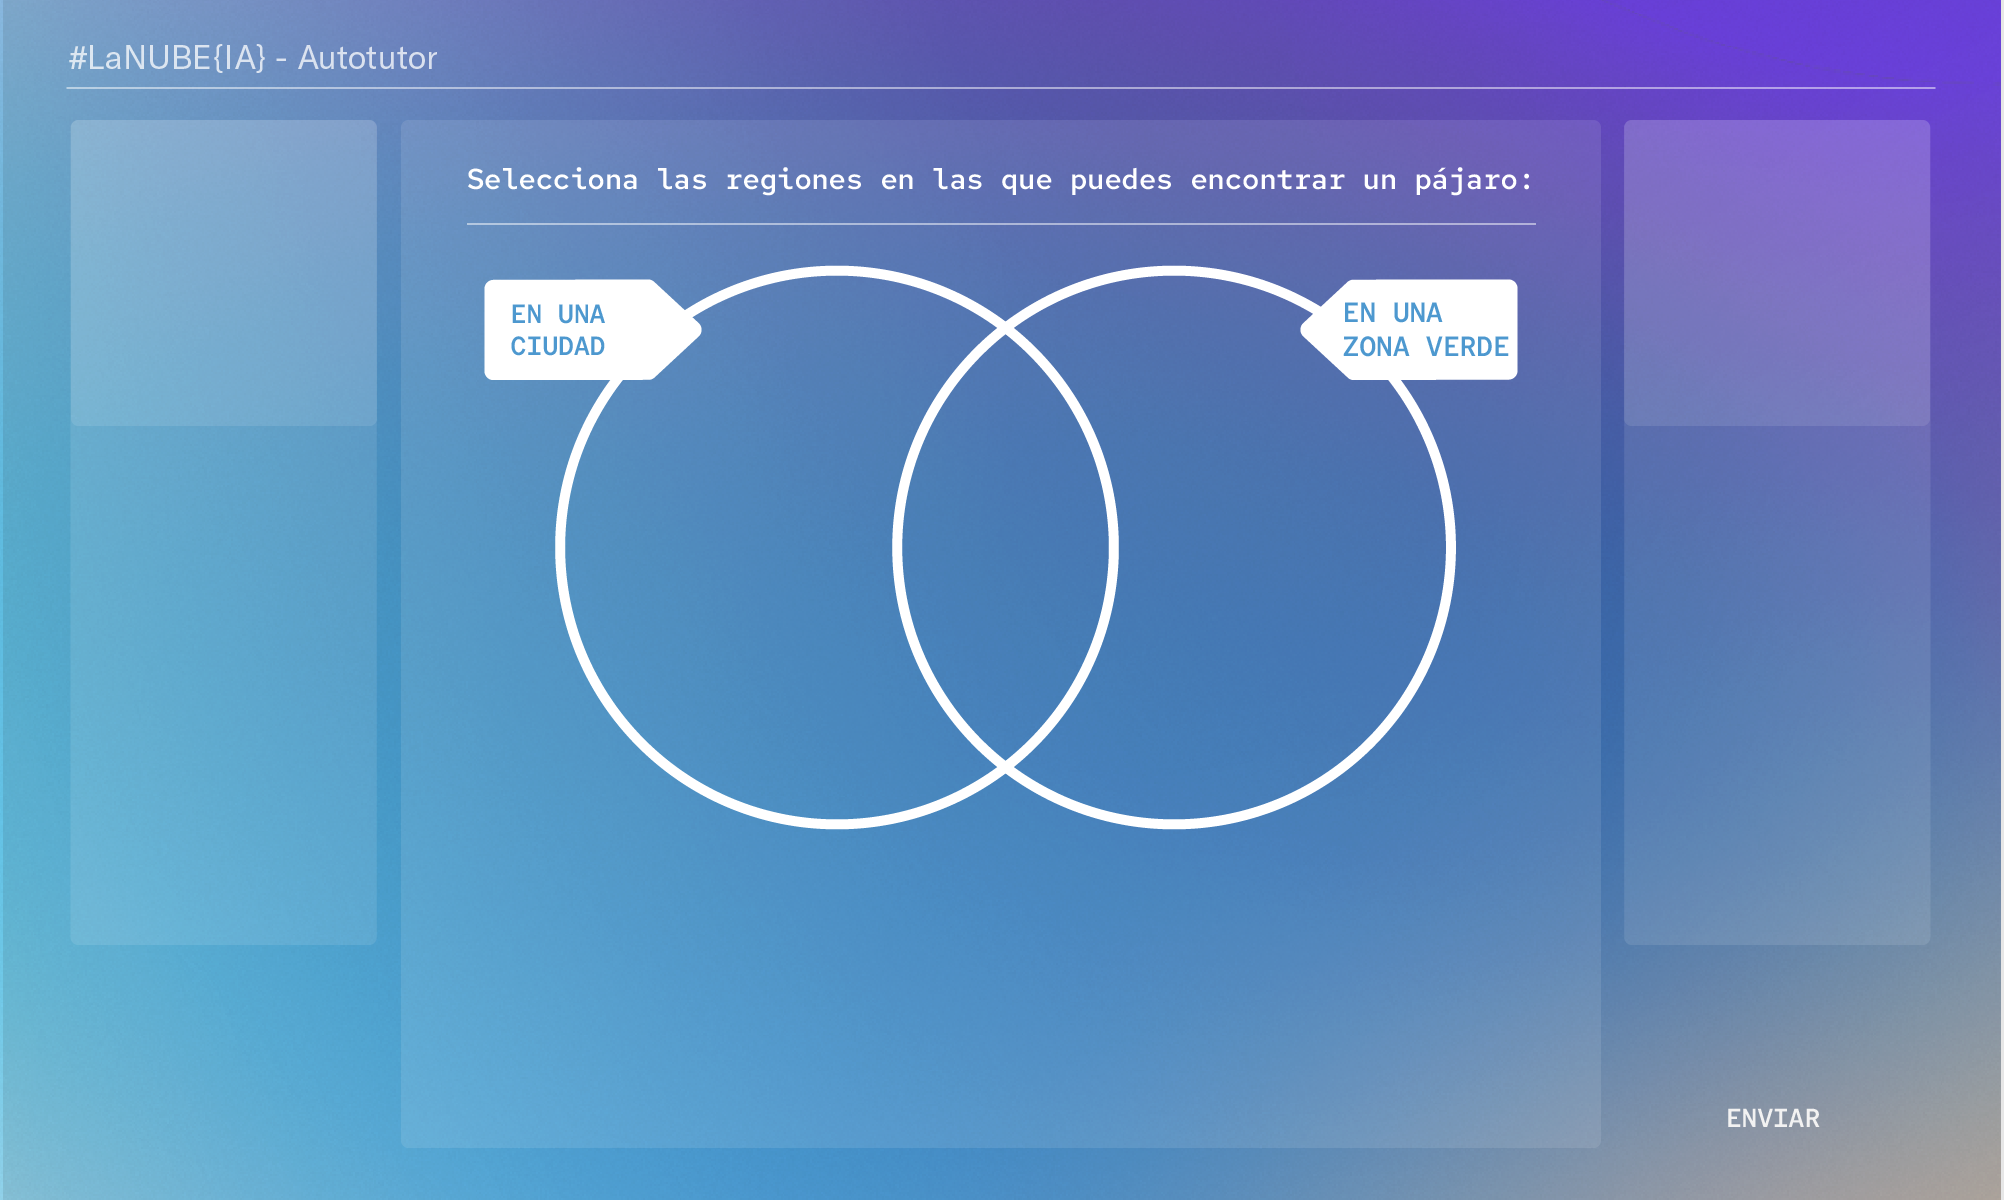 #LaNUBE{IA} - Autotutor
Selecciona las regiones en las que puedes encontrar un pájaro:
EN UNA
CIUDAD
EN UNA
ZONA VERDE
ENVIAR